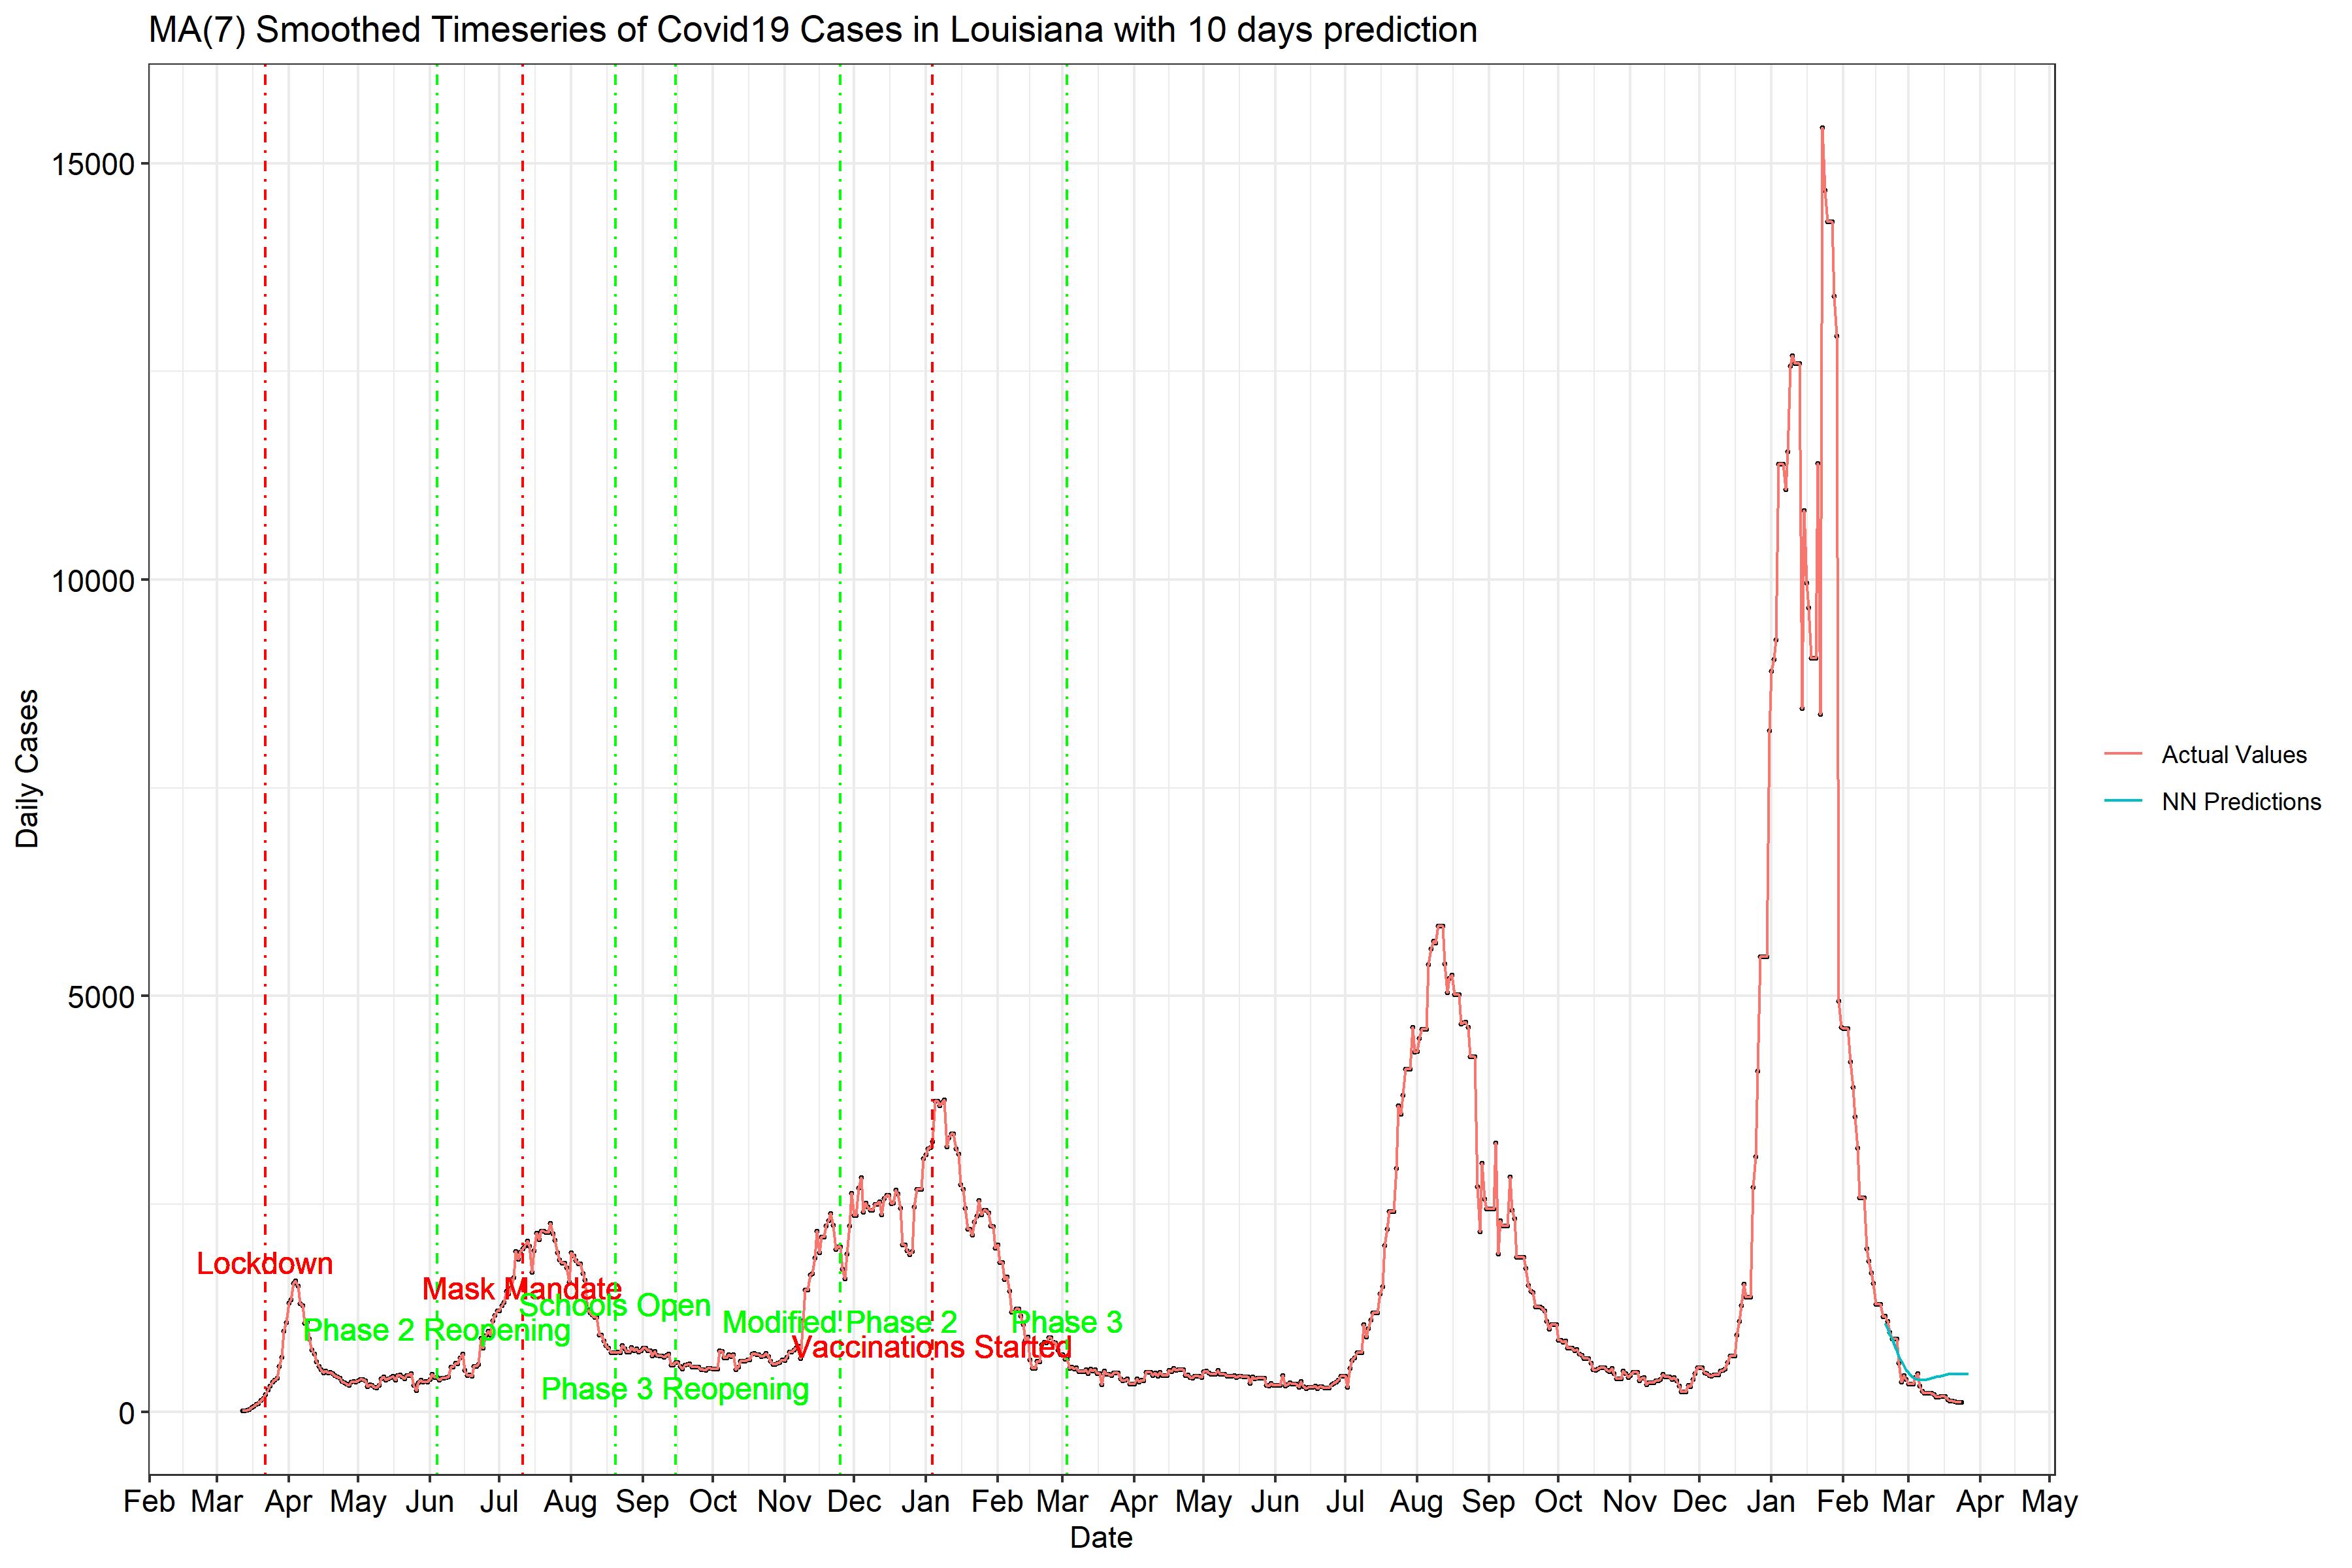 MA(7) Smoothed Timeseries of Covid19 Cases in Louisiana with 10 days prediction
15000
10000
5000
0
Daily Cases
Lockdown
Mask Mandate
Schools Open
Phase 2 Reopening
Modified Phase 2
Phase 3
Vaccinations Started
Phase 3 Reopening
Actual Values
NN Predictions
Feb Mar Apr May Jun Jul Aug Sep Oct Nov Dec Jan Feb Mar Apr May Jun Jul Aug Sep Oct Nov Dec Jan Feb Mar Apr May
Date